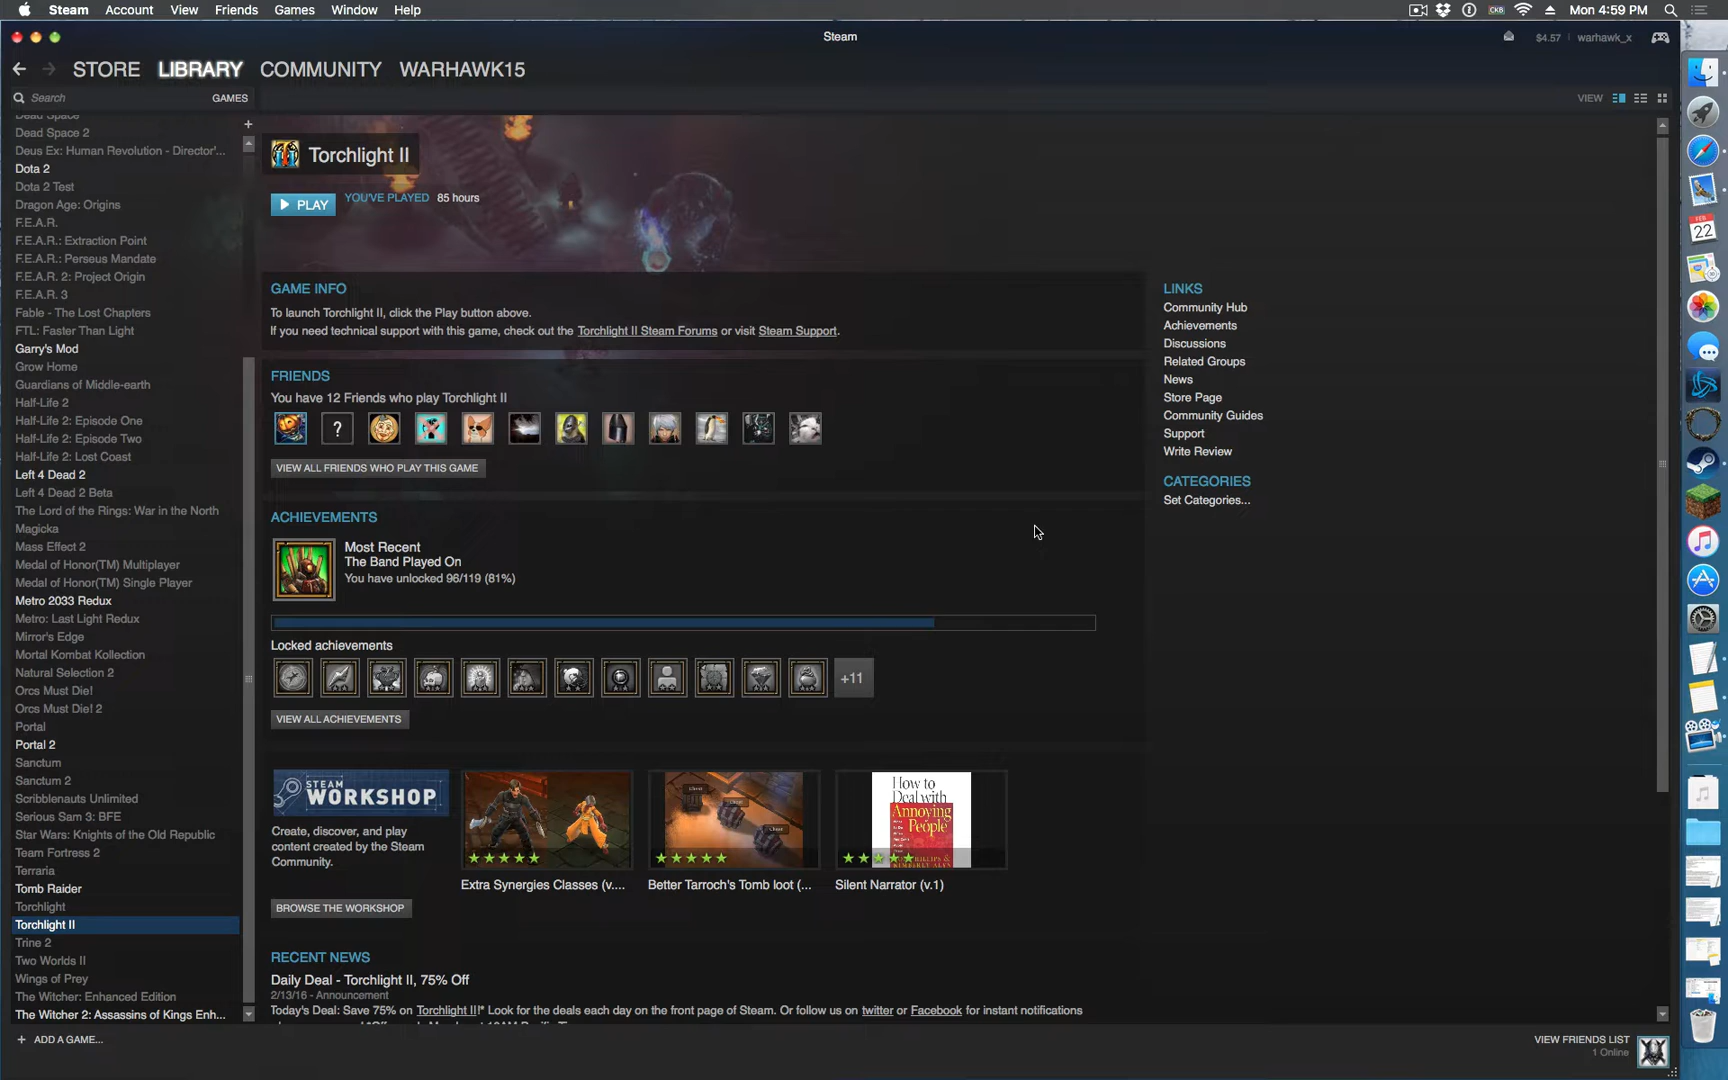 Steam Account View Friends Games Window Help
CKB
Mon 4:59 PM
Steam
$4.57
warhawk_x
STORE LIBRARY COMMUNITY WARHAWK15
Search
GAMES
VIEW
Dead Space
Dead Space 2
Deus Ex: Human Revolution - Director'...
Dota 2
Dota 2 Test
Dragon Age: Origins
F.E.A.R.
F.E.A.R.: Extraction Point
F.E.A.R.: Perseus Mandate
F.E.A.R. 2: Project Origin
F.E.A.R. 3
Fable - The Lost Chapters
FTL: Faster Than Light
Garry's Mod
Grow Home
Guardians of Middle-earth
Half-Life 2
Half-Life 2: Episode One
Half-Life 2: Episode Two
Half-Life 2: Lost Coast
Left 4 Dead 2
Left 4 Dead 2 Beta
The Lord of the Rings: War in the North
Magicka
Mass Effect 2
Medal of Honor(TM) Multiplayer
Medal of Honor(TM) Single Player
Metro 2033 Redux
Metro: Last Light Redux
Mirror's Edge
Mortal Kombat Kollection
Natural Selection 2
Orcs Must Die!
Orcs Must Die! 2
Portal
Portal 2
Sanctum
Sanctum 2
Scribblenauts Unlimited
Serious Sam 3: BFE
Star Wars: Knights of the Old Republic
Team Fortress 2
Terraria
Tomb Raider
Torchlight
Torchlight II
Trine 2
Two Worlds II
Wings of Prey
The Witcher: Enhanced Edition
The Witcher 2: Assassins of Kings Enh...
+ ADD A GAME...
Torchlight II
PLAY
YOU'VE PLAYED 85 hours
GAME INFO
To launch Torchlight II, click the Play button above.
If you need technical support with this game, check out the Torchlight II Steam Forums or visit Steam Support.
FRIENDS
You have 12 Friends who play Torchlight II
?
VIEW ALL FRIENDS WHO PLAY THIS GAME
ACHIEVEMENTS
Most Recent
The Band Played On
You have unlocked 96/119 (81%)
Locked achievements
+11
VIEW ALL ACHIEVEMENTS
STEAM
WORKSHOP
Create, discover, and play
content created by the Steam
Community.
BROWSE THE WORKSHOP
Extra Synergies Classes (v....
Better Tarroch's Tomb loot (...
How to
Deal with
Annoying
People
Silent Narrator (v.1)
RECENT NEWS
Daily Deal - Torchlight II, 75% Off
2/13/16 - Announcement
Today's Deal: Save 75% on Torchlight II!* Look for the deals each day on the front page of Steam. Or follow us on twitter or Facebook for instant notifications
LINKS
Community Hub
Achievements
Discussions
Related Groups
News
Store Page
Community Guides
Support
Write Review
CATEGORIES
Set Categories...
VIEW FRIENDS LIST
1 Online
FEB
22